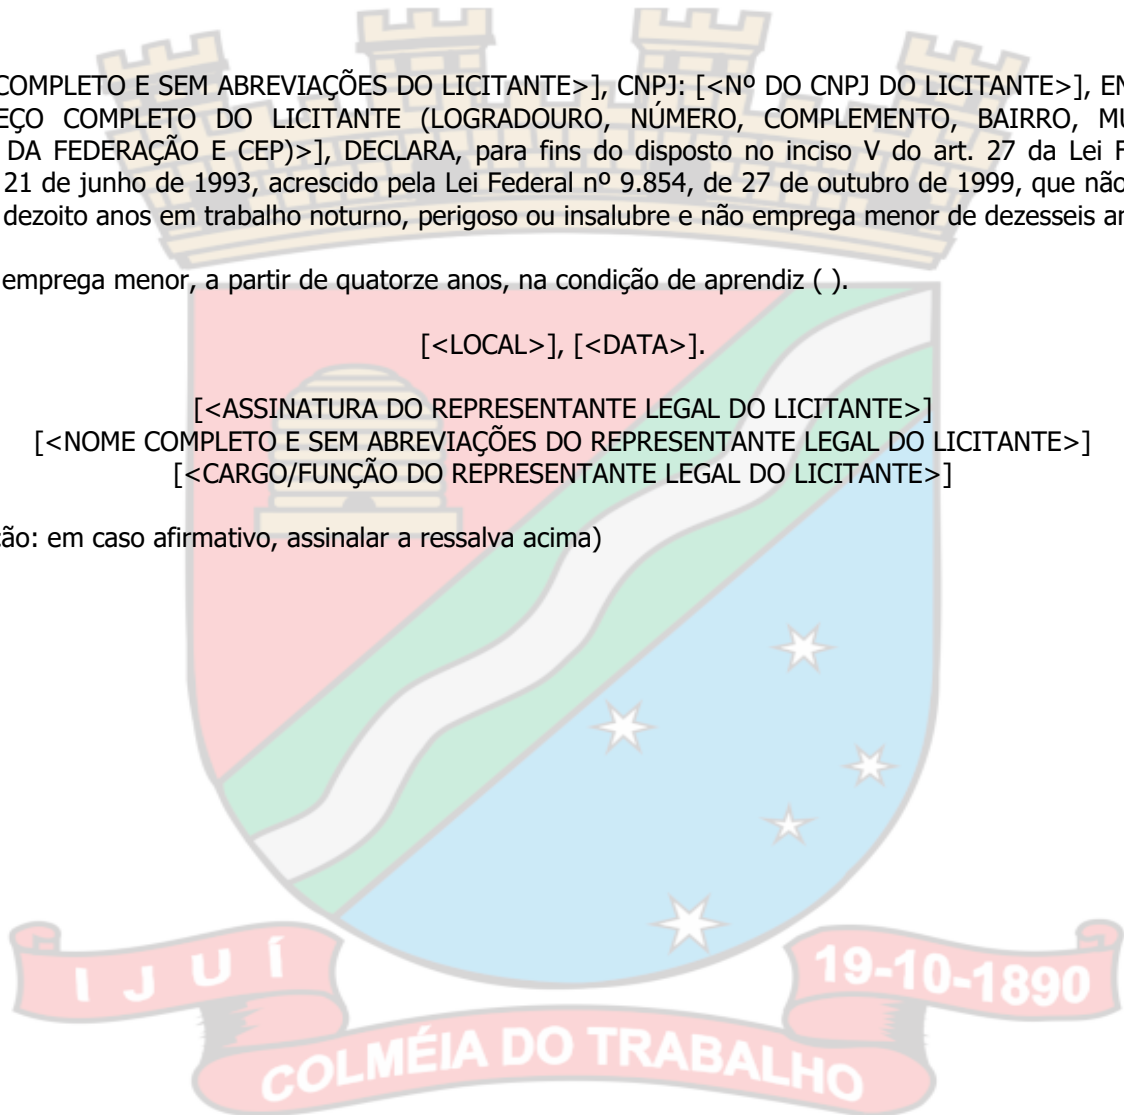 COMPLETO E SEM ABREVIAÇÕES DO LICITANTE>], CNPJ: [<Nº DO CNPJ DO LICITANTE>], EN
EÇO COMPLETO DO LICITANTE (LOGRADOURO, NÚMERO, COMPLEMENTO, BAIRRO, MU
DA FEDERAÇÃO E CEP)>], DECLARA, para fins do disposto no inciso V do art. 27 da Lei F
21 de junho de 1993, acrescido pela Lei Federal nº 9.854, de 27 de outubro de 1999, que não
dezoito anos em trabalho noturno, perigoso ou insalubre e não emprega menor de dezesseis an
emprega menor, a partir de quatorze anos, na condição de aprendiz ( ).
[<LOCAL>], [<DATA>].
[<ASSINATURA DO REPRESENTANTE LEGAL DO LICITANTE>]
[<NOME COMPLETO E SEM ABREVIAÇÕES DO REPRESENTANTE LEGAL DO LICITANTE>]
[<CARGO/FUNÇÃO DO REPRESENTANTE LEGAL DO LICITANTE>]
ção: em caso afirmativo, assinalar a ressalva acima)
IJUÍ
19-10-1890
COLMÉIA DO TRABALHO